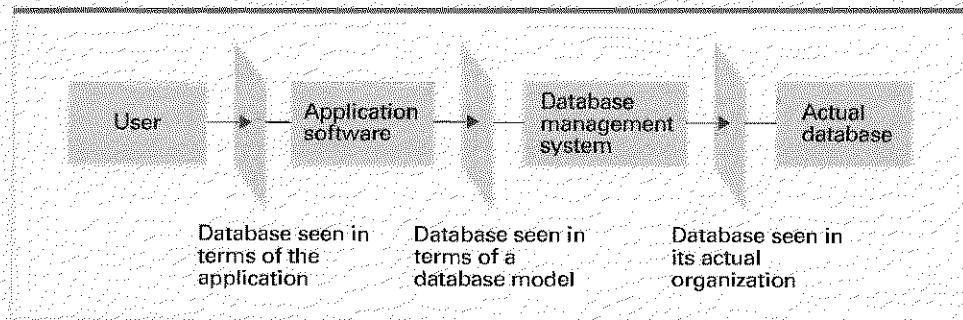 User
Application
software
Database
management
system
Actual
database
Database seen in
terms of the
application
Database seen in
terms of a
database model
Database seen in
its actual
organization